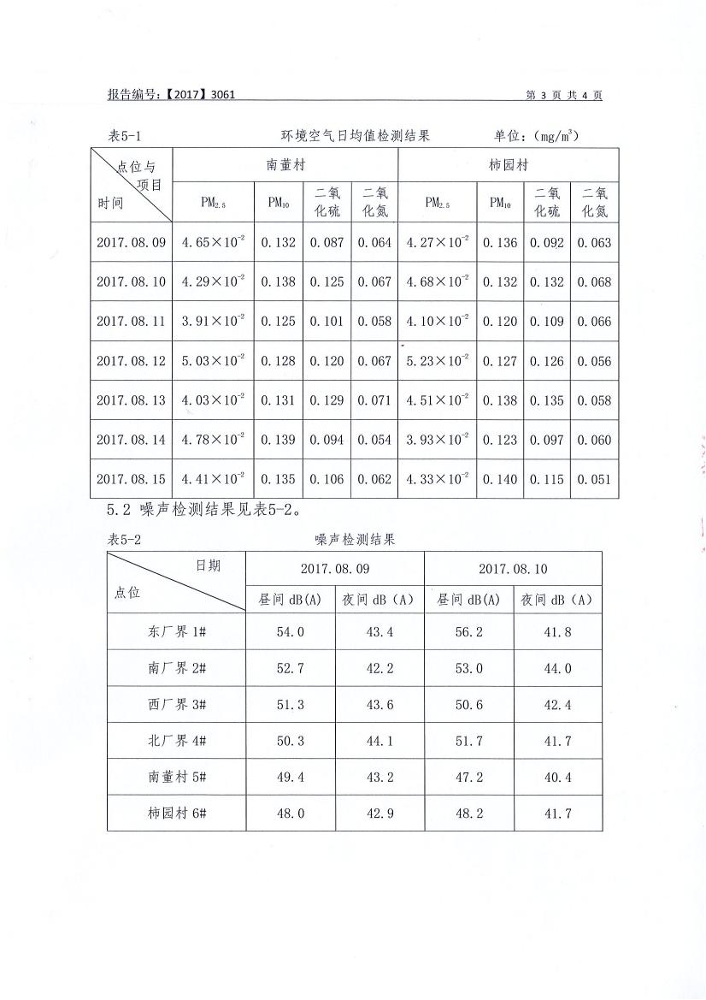 报告编号：【2017】3061 第 3 页 共 4 页
表5-1 环境空气日均值检测结果 单位：（mg/m³）
点位与项目 时间 南董村 柿园村
PM₂.₅ PM₁₀ 二氧化硫 二氧化氮 PM₂.₅ PM₁₀ 二氧化硫 二氧化氮
2017.08.09 4.65×10⁻² 0.132 0.087 0.064 4.27×10⁻² 0.136 0.092 0.063
2017.08.10 4.29×10⁻² 0.138 0.125 0.067 4.68×10⁻² 0.132 0.132 0.068
2017.08.11 3.91×10⁻² 0.125 0.101 0.058 4.10×10⁻² 0.120 0.109 0.066
2017.08.12 5.03×10⁻² 0.128 0.120 0.067 5.23×10⁻² 0.127 0.126 0.056
2017.08.13 4.03×10⁻² 0.131 0.129 0.071 4.51×10⁻² 0.138 0.135 0.058
2017.08.14 4.78×10⁻² 0.139 0.094 0.054 3.93×10⁻² 0.123 0.097 0.060
2017.08.15 4.41×10⁻² 0.135 0.106 0.062 4.33×10⁻² 0.140 0.115 0.051
5.2 噪声检测结果见表5-2。
表5-2 噪声检测结果
日期 点位 2017.08.09 2017.08.10
昼间 dB(A) 夜间 dB（A） 昼间 dB(A) 夜间 dB（A）
东厂界 1# 54.0 43.4 56.2 41.8
南厂界 2# 52.7 42.2 53.0 44.0
西厂界 3# 51.3 43.6 50.6 42.4
北厂界 4# 50.3 44.1 51.7 41.7
南董村 5# 49.4 43.2 47.2 40.4
柿园村 6# 48.0 42.9 48.2 41.7